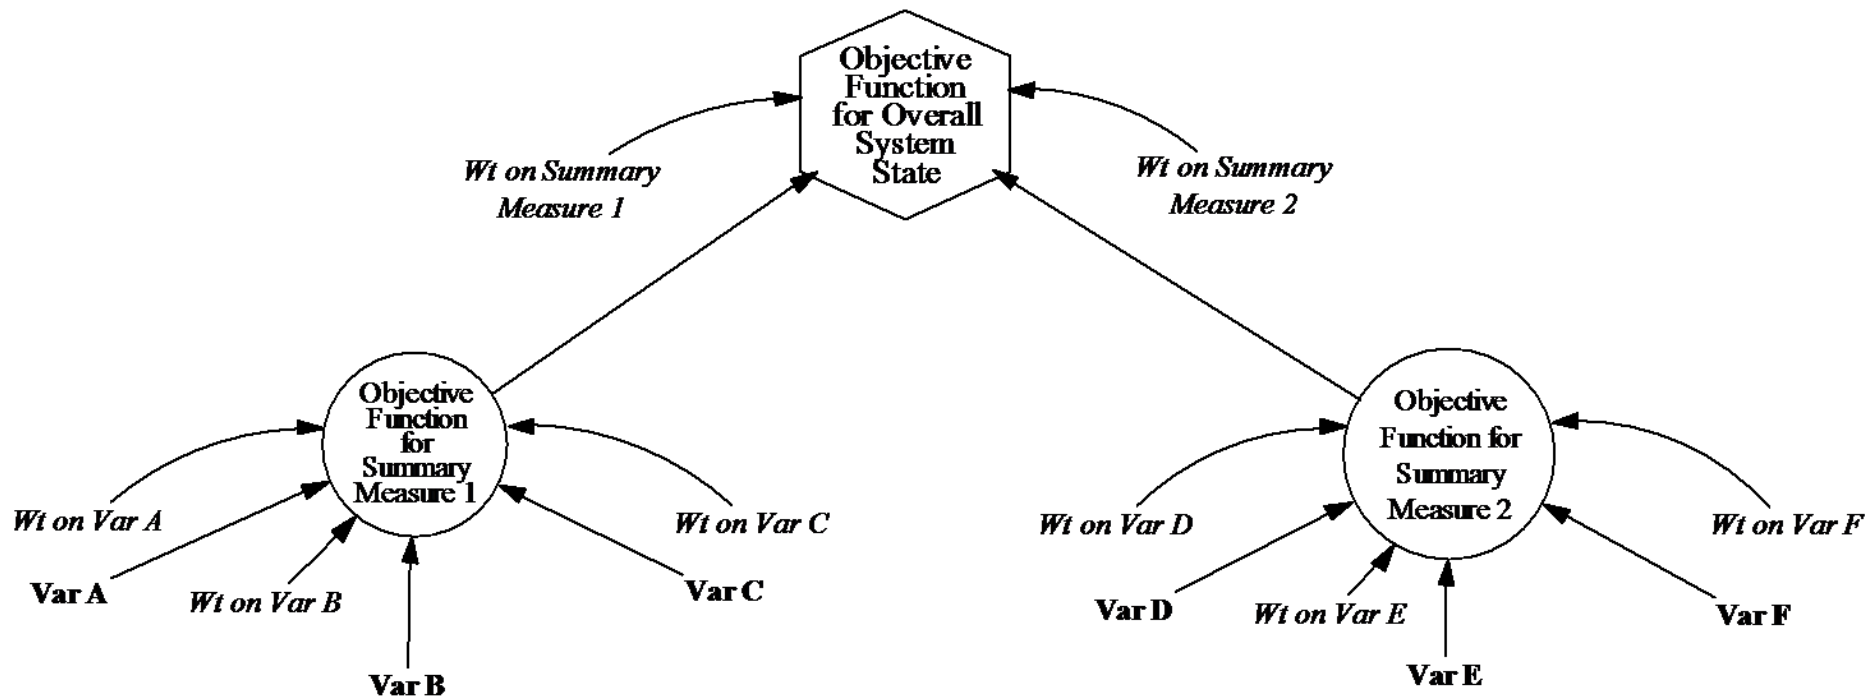 Objective
Function
for Overall
System
State
Wt on Summary
Measure 1
Wt on Summary
Measure 2
Objective
Function
for
Summary
Measure 1
Objective
Function for
Summary
Measure 2
Wt on Var A
Wt on Var C
Wt on Var D
Wt on Var F
Var A
Wt on Var B
Var C
Var D
Wt on Var E
Var F
Var B
Var E